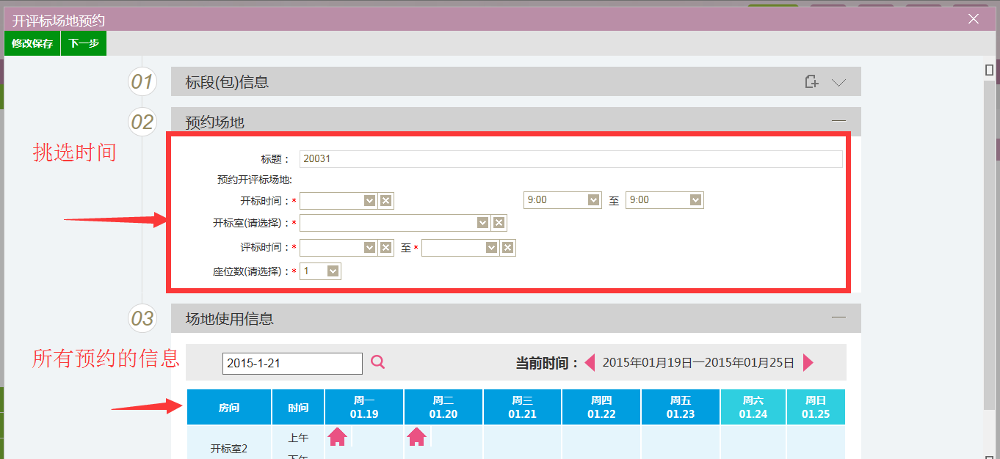 开评标场地预约
修改保存 下一步
01 标段(包)信息
02 预约场地
挑选时间
标题： 20031
预约开评标场地:
开标时间：* 9:00 至 9:00
开标室(请选择)：*
评标时间：* 至 *
座位数(请选择)：* 1
03 场地使用信息
所有预约的信息
2015-1-21 当前时间： 2015年01月19日一2015年01月25日
房间 时间 周一 周二 周三 周四 周五 周六 周日
01.19 01.20 01.21 01.22 01.23 01.24 01.25
上午
开标室2
下午